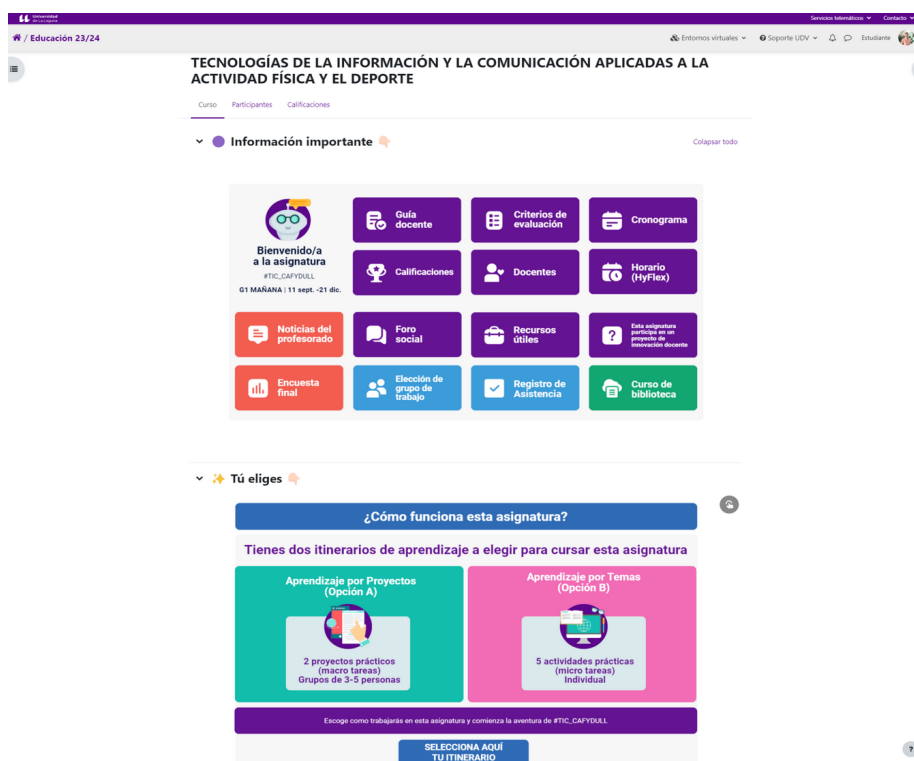 Universidad
de La Laguna
Servicios telemáticos
Contacto
/ Educación 23/24
Entornos virtuales
Soporte UDV
Estudiante
TECNOLOGÍAS DE LA INFORMACIÓN Y LA COMUNICACIÓN APLICADAS A LA
ACTIVIDAD FÍSICA Y EL DEPORTE
Curso
Participantes
Calificaciones
Información importante
Colapsar todo
Bienvenido/a
a la asignatura
#TIC_CAFYDULL
G1 MAÑANA | 11 sept. -21 dic.
Guía
docente
Criterios de
evaluación
Cronograma
Calificaciones
Docentes
Horario
(HyFlex)
Noticias del
profesorado
Foro
social
Recursos
útiles
Esta asignatura
participa en un
proyecto de
innovación docente
Encuesta
final
Elección de
grupo de
trabajo
Registro de
Asistencia
Curso de
biblioteca
Tú eliges
¿Cómo funciona esta asignatura?
Tienes dos itinerarios de aprendizaje a elegir para cursar esta asignatura
Aprendizaje por Proyectos
(Opción A)
2 proyectos prácticos
(macro tareas)
Grupos de 3-5 personas
Aprendizaje por Temas
(Opción B)
5 actividades prácticas
(micro tareas)
Individual
Escoge como trabajarás en esta asignatura y comienza la aventura de #TIC_CAFYDULL
SELECCIONA AQUÍ
TU ITINERARIO
?